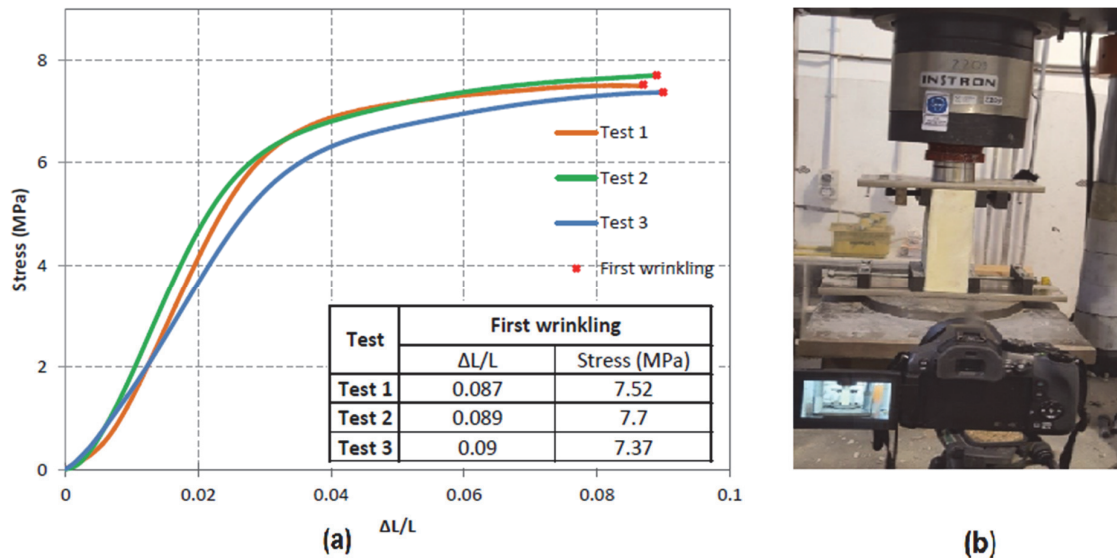 8
6
4
2
0
Stress (MPa)
Test 1
Test 2
Test 3
First wrinkling
Test First wrinkling
ΔL/L Stress (MPa)
Test 1 0.087 7.52
Test 2 0.089 7.7
Test 3 0.09 7.37
0 0.02 0.04 0.06 0.08 0.1
ΔL/L
(a)
INSTRON
(b)